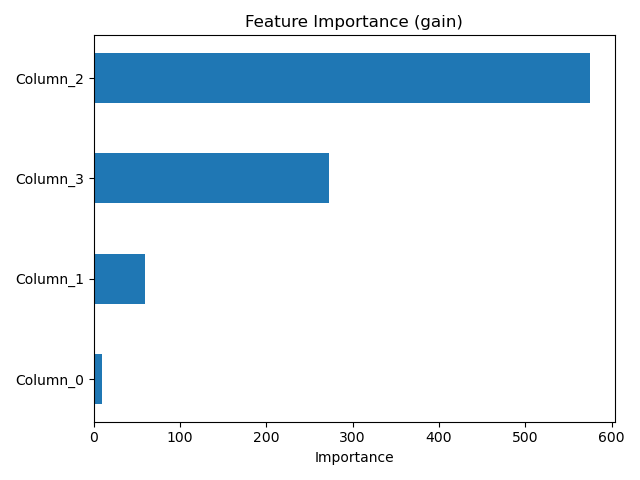 Feature Importance (gain)
Column_2
Column_3
Column_1
Column_0
0 100 200 300 400 500 600
Importance